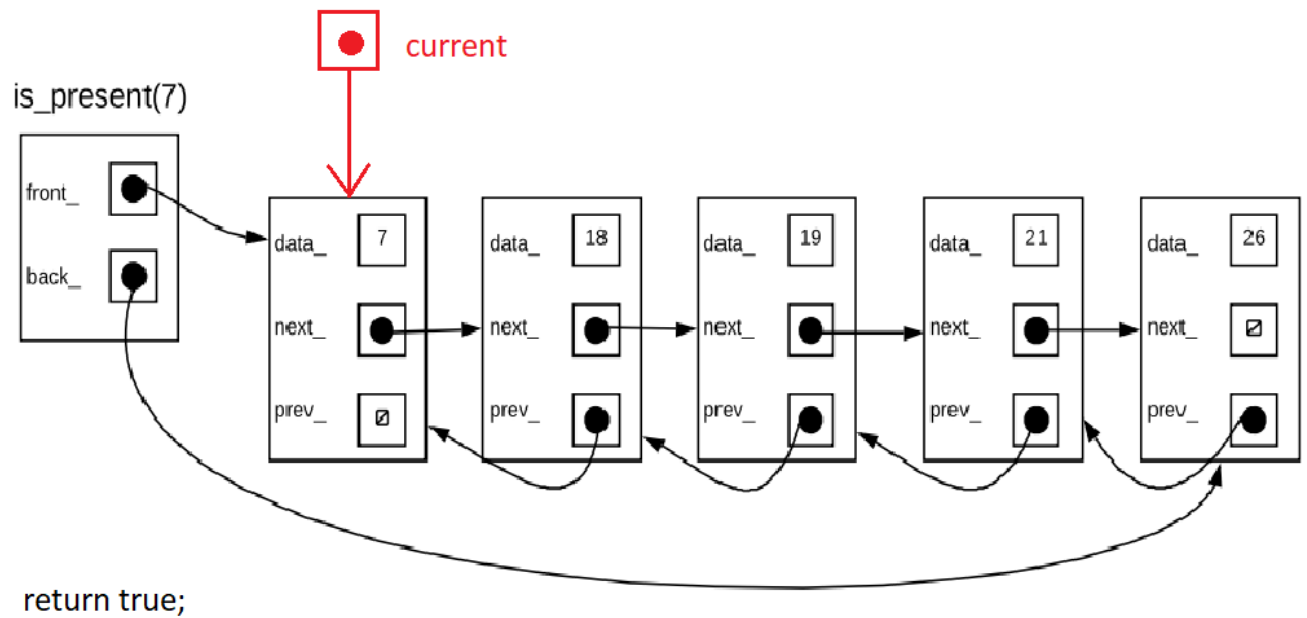 current
is_present(7)
front_
back_
data_ 7
next_
prev_
data_ 18
next_
prev_
data_ 19
next_
prev_
data_ 21
next_
prev_
data_ 26
next_
prev_
return true;